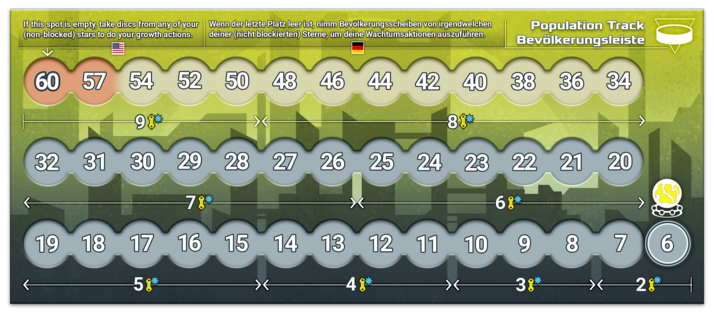 If this spot is empty, take discs from any of your
(non-blocked) stars to do your growth actions.
Wenn der letzte Platz leer ist, nimm Bevölkerungsscheiben von irgendwelchen
deiner (nicht blockierten) Sterne, um deine Wachtumsaktionen auszuführen.
Population Track
Bevölkerungsleiste
60 57 54 52 50 48 46 44 42 40 38 36 34
9 8
32 31 30 29 28 27 26 25 24 23 22 21 20
7 6
19 18 17 16 15 14 13 12 11 10 9 8 7 6
5 4 3 2